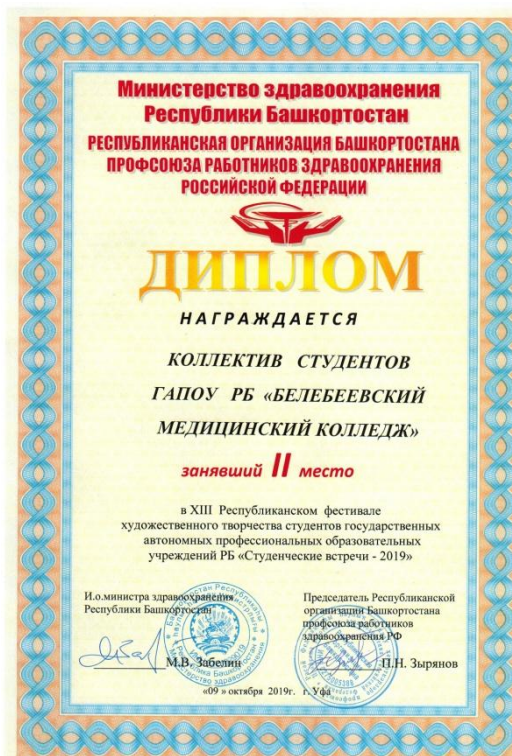 Министерство здравоохранения
Республики Башкортостан
РЕСПУБЛИКАНСКАЯ ОРГАНИЗАЦИЯ БАШКОРТОСТАНА
ПРОФСОЮЗА РАБОТНИКОВ ЗДРАВООХРАНЕНИЯ
РОССИЙСКОЙ ФЕДЕРАЦИИ
ДИПЛОМ
НАГРАЖДАЕТСЯ
КОЛЛЕКТИВ СТУДЕНТОВ
ГАПОУ РБ «БЕЛЕБЕЕВСКИЙ
МЕДИЦИНСКИЙ КОЛЛЕДЖ»
занявший II место
в XIII Республиканском фестивале
художественного творчества студентов государственных
автономных профессиональных образовательных
учреждений РБ «Студенческие встречи - 2019»
И.о.министра здравоохранения
Республики Башкортостан
М.В. Забелин
Председатель Республиканской
организации Башкортостана
профсоюза работников
здравоохранения РФ
П.Н. Зырянов
«09 » октября 2019г. г. Уфа